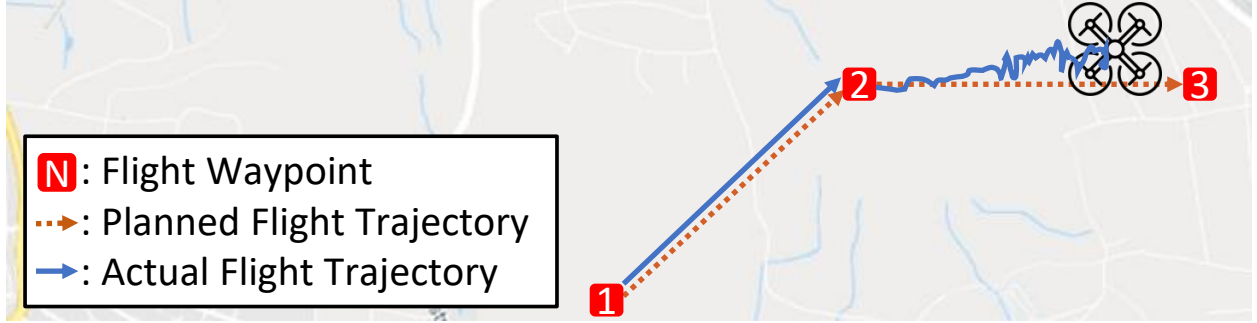 2
3
N: Flight Waypoint
: Planned Flight Trajectory
: Actual Flight Trajectory
1